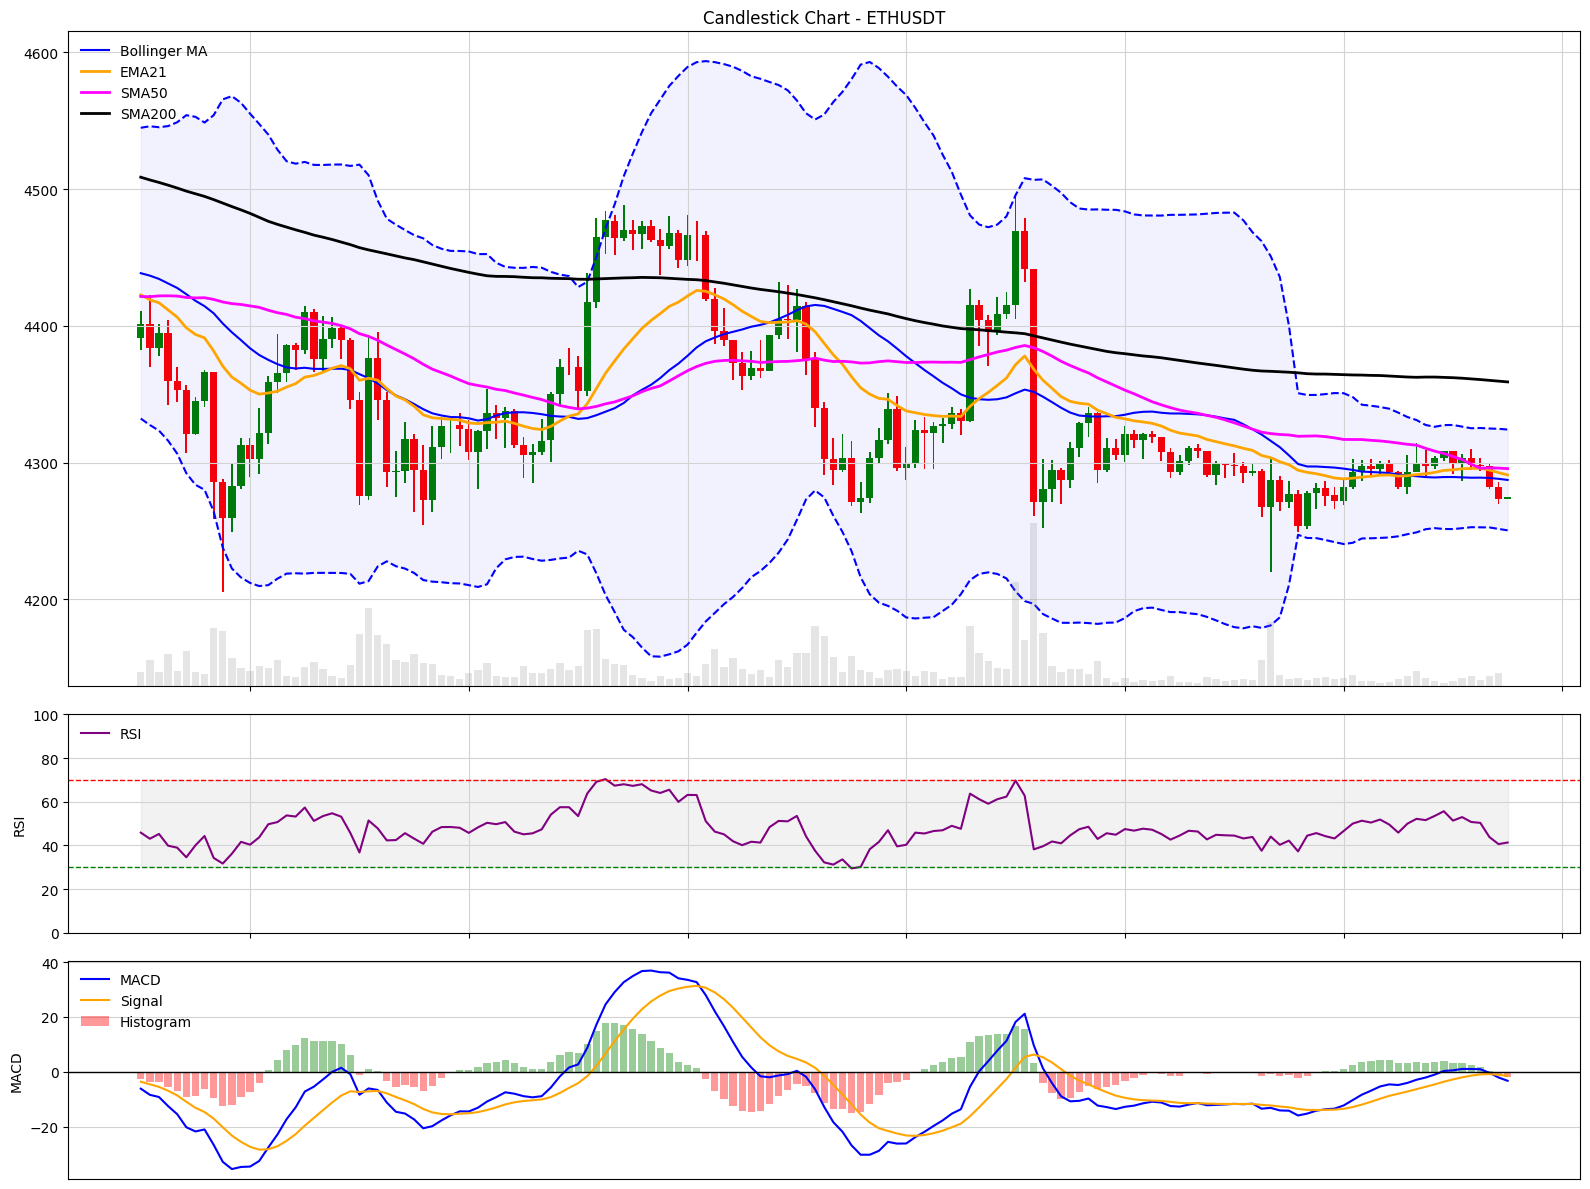 Candlestick Chart - ETHUSDT
4600
4500
4400
4300
4200
Bollinger MA
EMA21
SMA50
SMA200
100
80
60
40
20
0
RSI
RSI
40
20
0
−20
MACD
MACD
Signal
Histogram